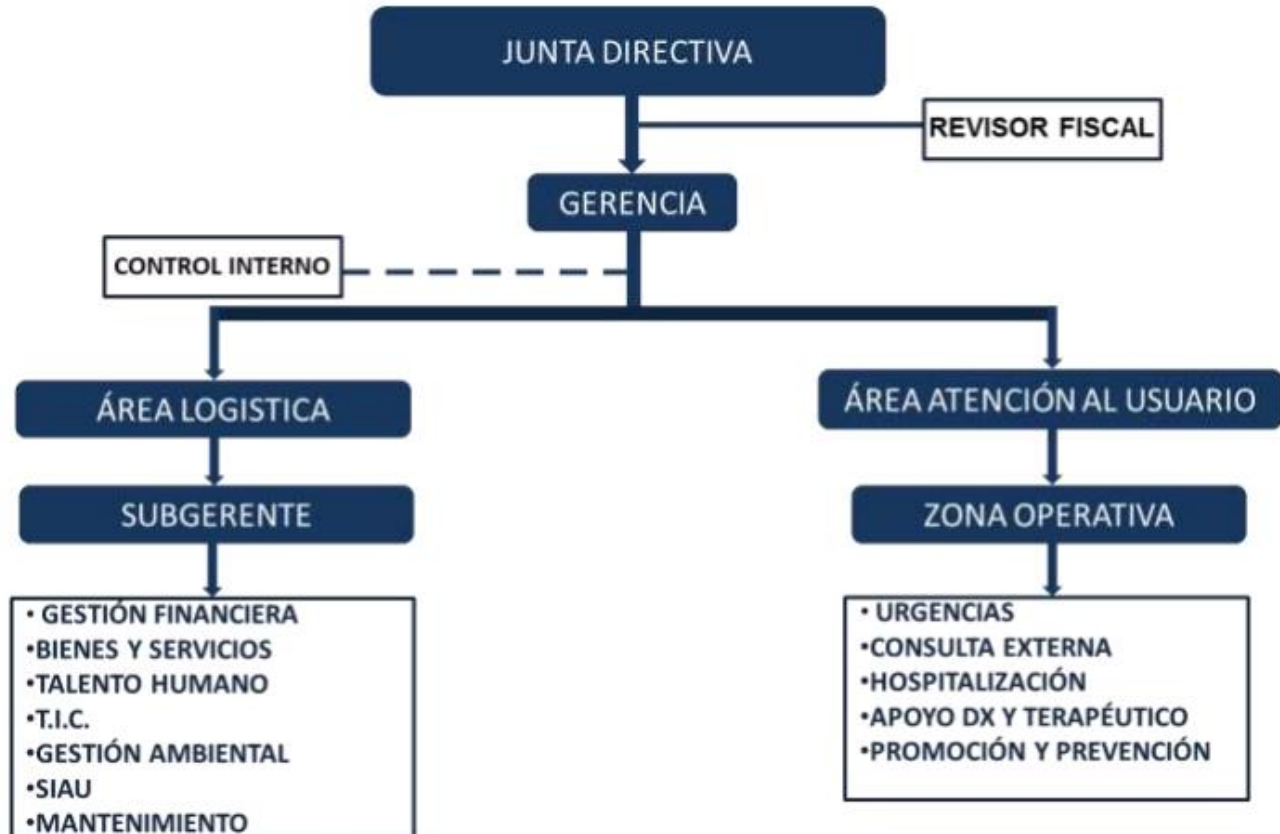 JUNTA DIRECTIVA
REVISOR FISCAL
GERENCIA
CONTROL INTERNO
ÁREA LOGISTICA
ÁREA ATENCIÓN AL USUARIO
SUBGERENTE
ZONA OPERATIVA
• GESTIÓN FINANCIERA
•BIENES Y SERVICIOS
•TALENTO HUMANO
•T.I.C.
•GESTIÓN AMBIENTAL
•SIAU
•MANTENIMIENTO
• URGENCIAS
•CONSULTA EXTERNA
•HOSPITALIZACIÓN
•APOYO DX Y TERAPÉUTICO
•PROMOCIÓN Y PREVENCIÓN